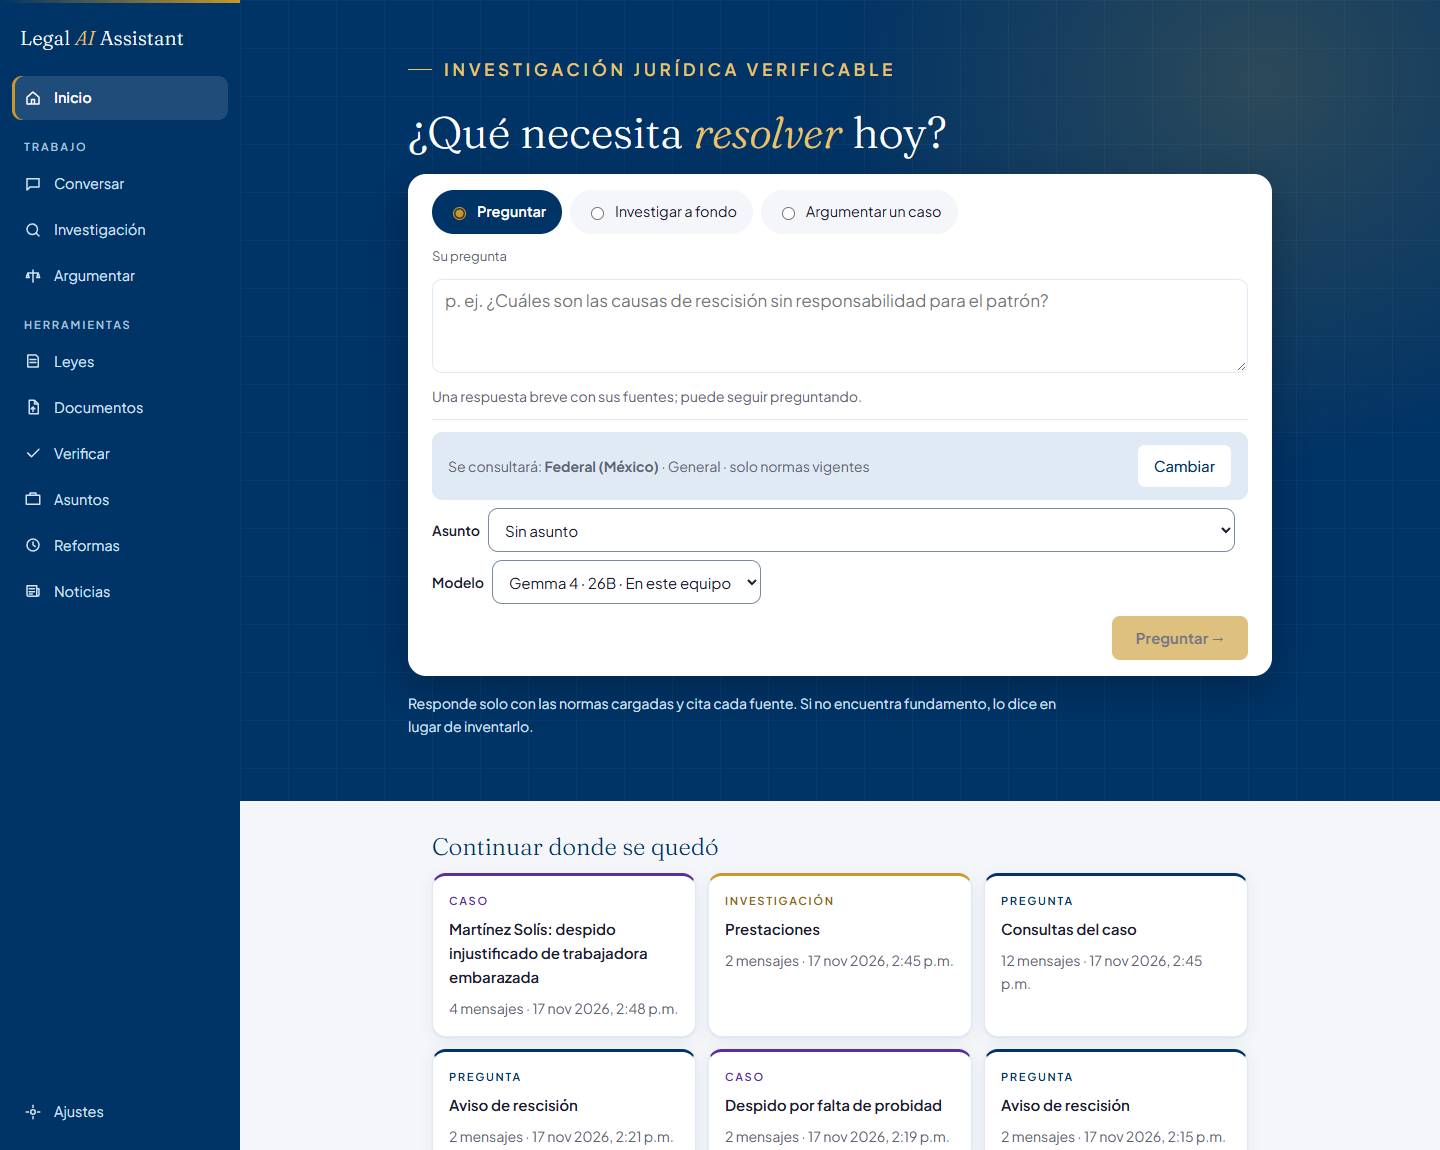 Legal AI Assistant
Inicio
TRABAJO
Conversar
Investigación
Argumentar
HERRAMIENTAS
Leyes
Documentos
Verificar
Asuntos
Reformas
Noticias
Ajustes
INVESTIGACIÓN JURÍDICA VERIFICABLE
¿Qué necesita resolver hoy?
Preguntar
Investigar a fondo
Argumentar un caso
Su pregunta
p. ej. ¿Cuáles son las causas de rescisión sin responsabilidad para el patrón?
Una respuesta breve con sus fuentes; puede seguir preguntando.
Se consultará: Federal (México) · General · solo normas vigentes
Cambiar
Asunto
Sin asunto
Modelo
Gemma 4 · 26B · En este equipo
Preguntar →
Responde solo con las normas cargadas y cita cada fuente. Si no encuentra fundamento, lo dice en
lugar de inventarlo.
Continuar donde se quedó
CASO
Martínez Solís: despido
injustificado de trabajadora
embarazada
4 mensajes · 17 nov 2026, 2:48 p.m.
INVESTIGACIÓN
Prestaciones
2 mensajes · 17 nov 2026, 2:45 p.m.
PREGUNTA
Consultas del caso
12 mensajes · 17 nov 2026, 2:45
p.m.
PREGUNTA
Aviso de rescisión
2 mensajes · 17 nov 2026, 2:21 p.m.
CASO
Despido por falta de probidad
2 mensajes · 17 nov 2026, 2:19 p.m.
PREGUNTA
Aviso de rescisión
2 mensajes · 17 nov 2026, 2:15 p.m.